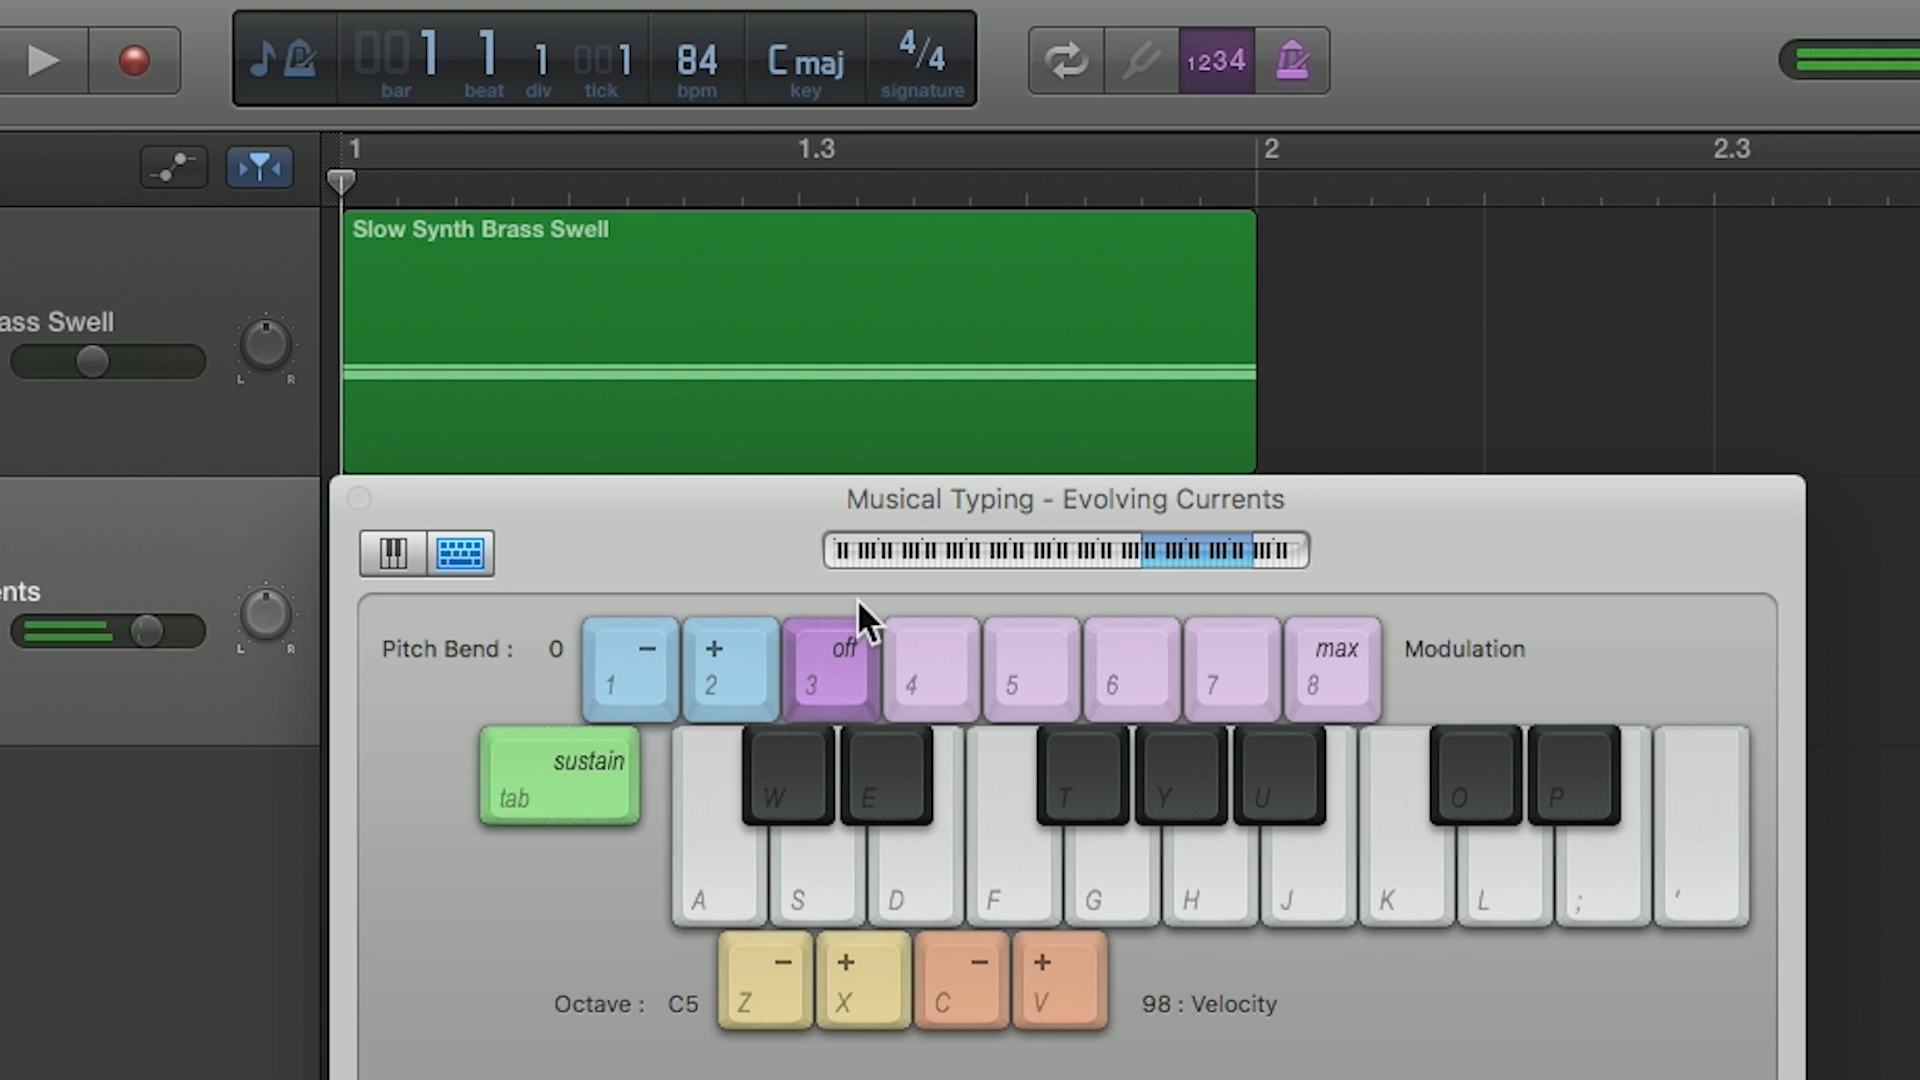 001 1 1 001 84 C maj 4/4
bar beat div tick bpm key signature
1234
1 1.3 2 2.3
Slow Synth Brass Swell
ass Swell
L R
Musical Typing - Evolving Currents
nts
L R
Pitch Bend : 0
− 1
+ 2
off 3
4
5
6
7
max 8
Modulation
sustain
tab
W E T Y U O P
A S D F G H J K L ; '
Octave : C5
− Z
+ X
− C
+ V
98 : Velocity